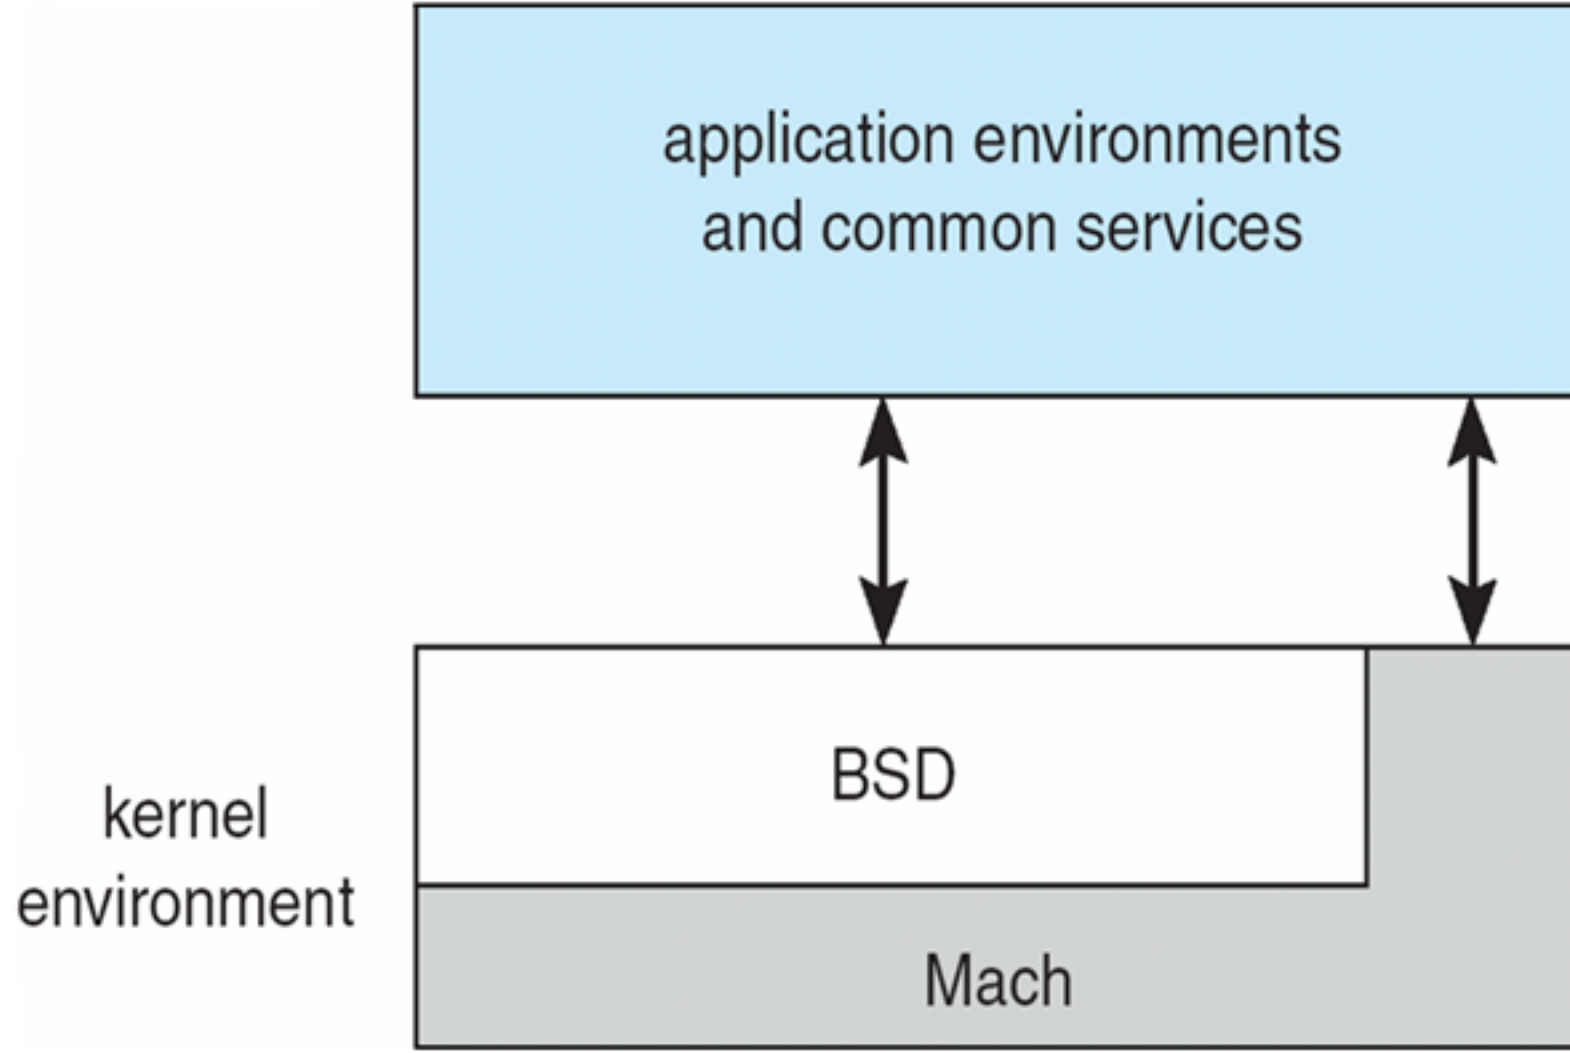 application environments
and common services
BSD
kernel
environment
Mach